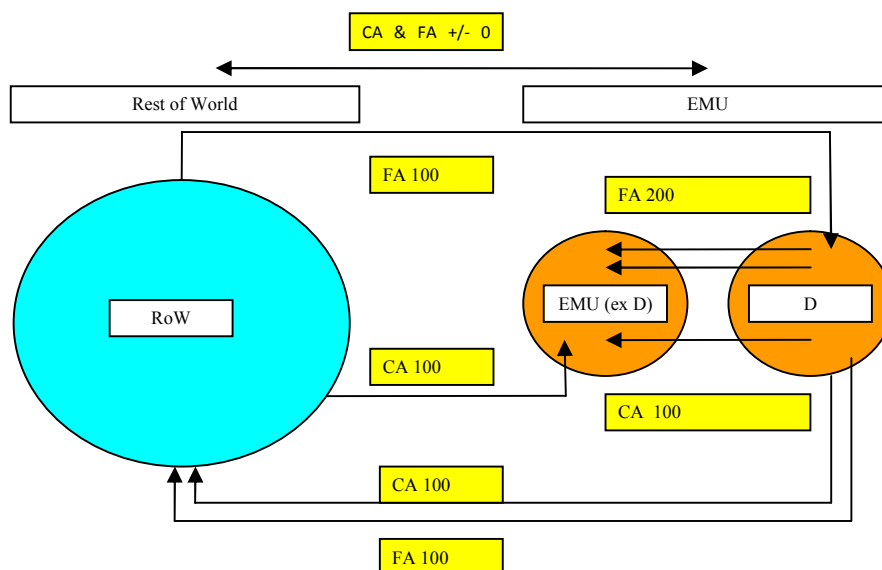 CA & FA +/- 0
Rest of World
EMU
FA 100
FA 200
RoW
EMU (ex D)
D
CA 100
CA 100
CA 100
FA 100